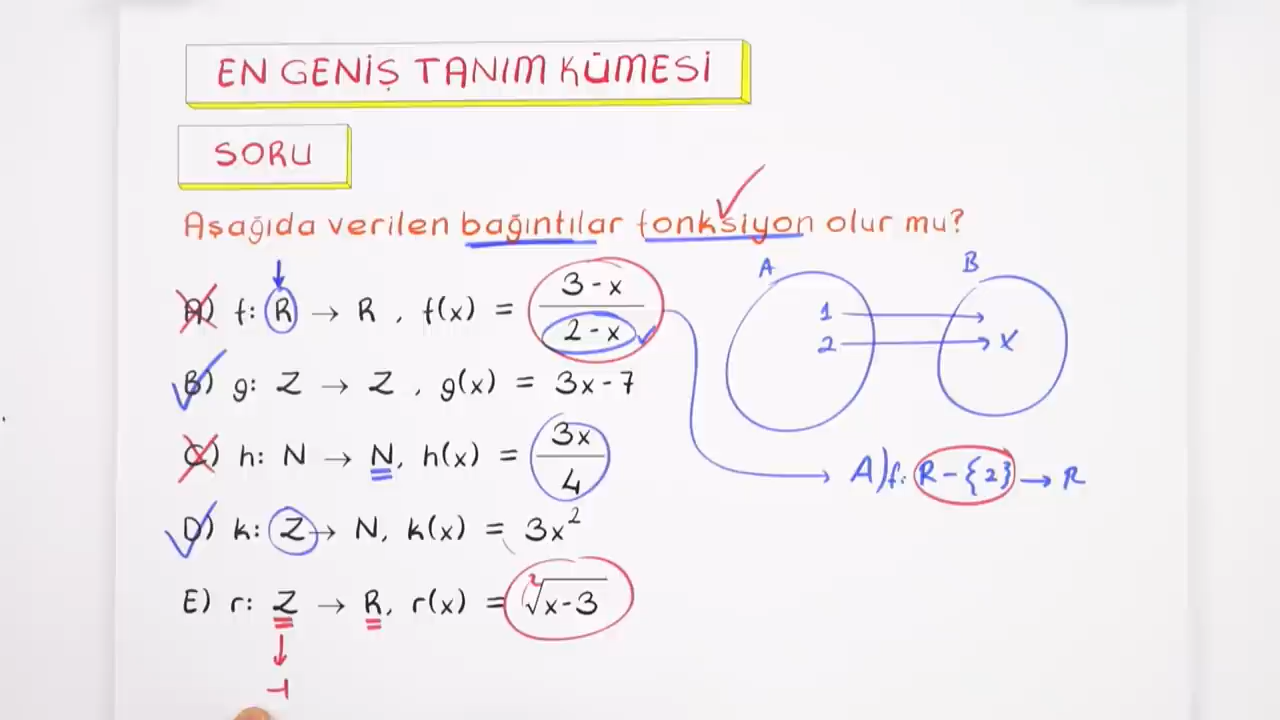 EN GENİŞ TANIM KÜMESİ
SORU
Aşağıda verilen bağıntılar fonksiyon olur mu?
A) f: R → R , f(x) = 3-x / 2-x
B) g: Z → Z , g(x) = 3x-7
C) h: N → N, h(x) = 3x / 4
D) k: Z → N, k(x) = 3x²
E) r: Z → R, r(x) = ²√x-3
-1
A B
1
2 x
A) f: R - {2} → R